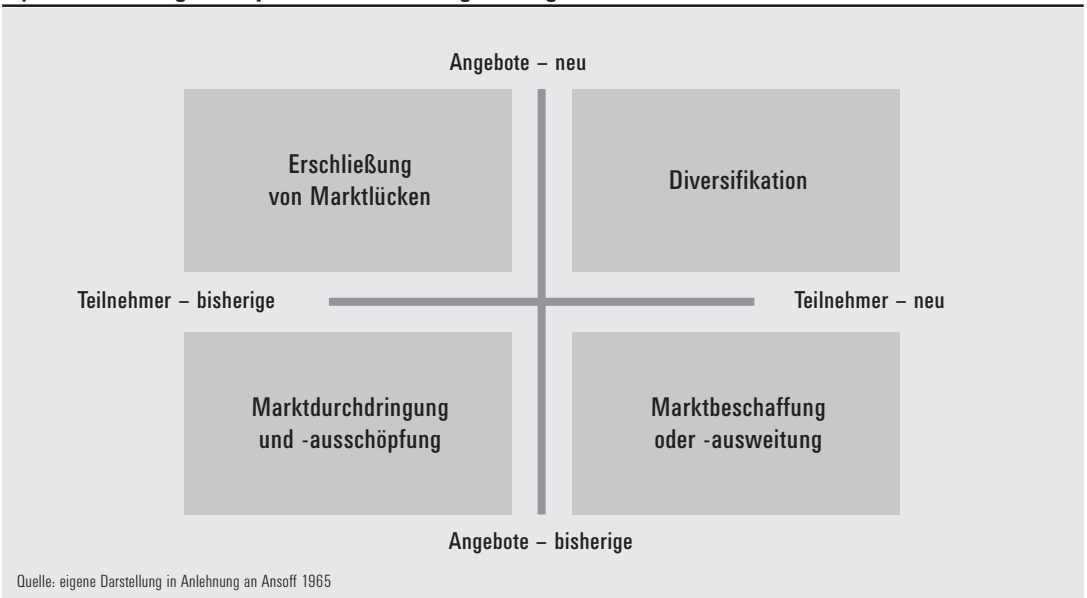 Angebote – neu
Erschließung
von Marktlücken
Diversifikation
Teilnehmer – bisherige
Teilnehmer – neu
Marktdurchdringung
und -ausschöpfung
Marktbeschaffung
oder -ausweitung
Angebote – bisherige
Quelle: eigene Darstellung in Anlehnung an Ansoff 1965